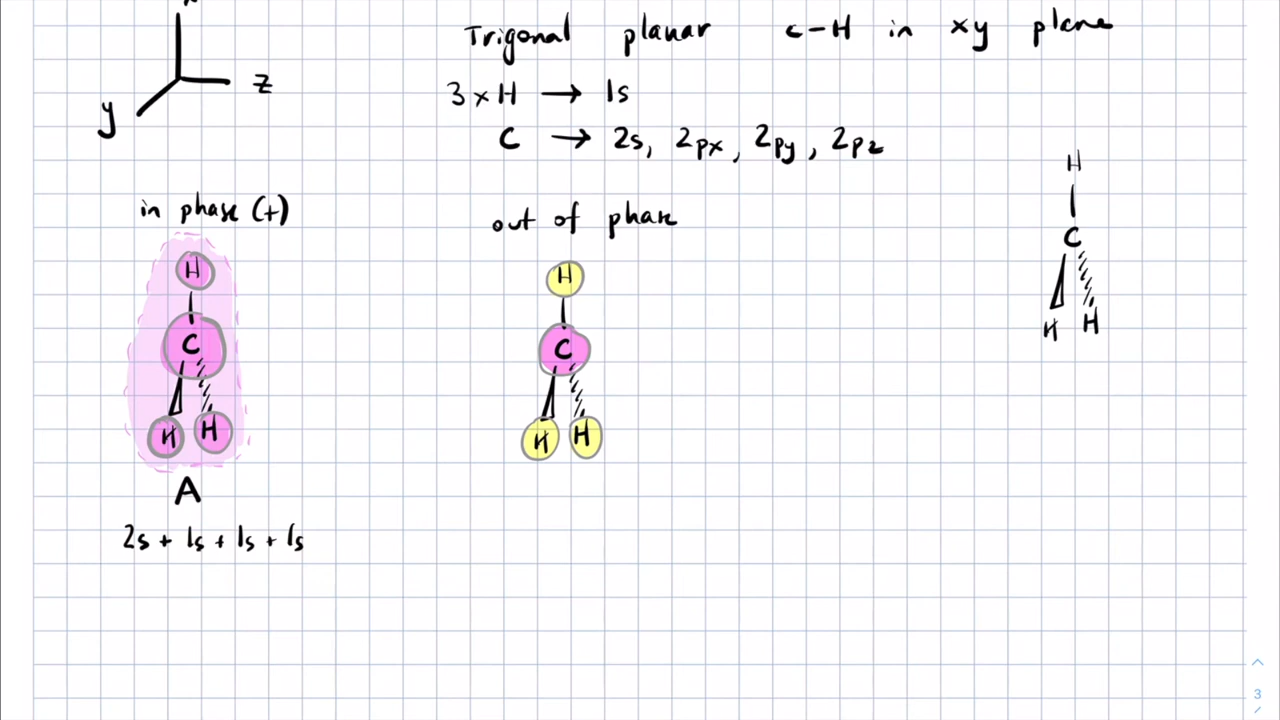 Trigonal planar C-H in xy plane
z
y
3 x H → 1s
C → 2s, 2px, 2py, 2pz
in phase (+)
out of phase
H
C
H H
H
C
H H
H
C
H H
A
2s + 1s + 1s + 1s
3